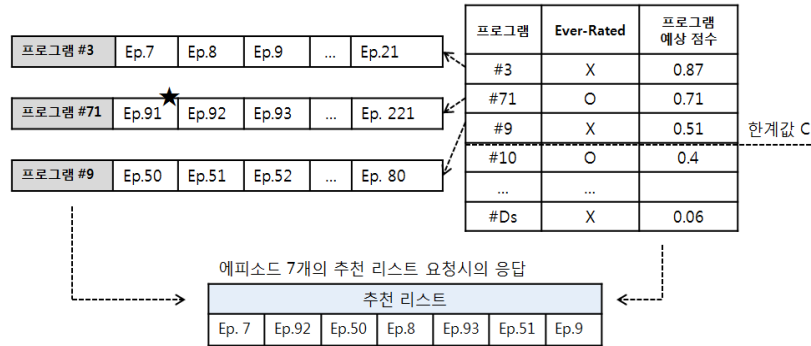 프로그램 #3 Ep.7 Ep.8 Ep.9 ... Ep.21
프로그램 #71 Ep.91 ★ Ep.92 Ep.93 ... Ep. 221
프로그램 #9 Ep.50 Ep.51 Ep.52 ... Ep. 80
프로그램 Ever-Rated 프로그램
예상 점수
#3 X 0.87
#71 O 0.71
#9 X 0.51
한계값 C
#10 O 0.4
... ...
#Ds X 0.06
에피소드 7개의 추천 리스트 요청시의 응답
추천 리스트
Ep. 7 Ep.92 Ep.50 Ep.8 Ep.93 Ep.51 Ep.9